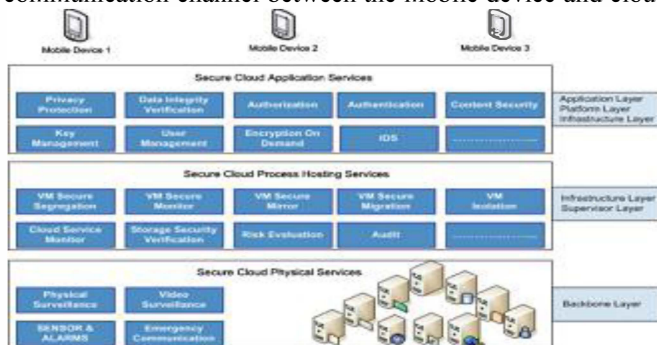 communication channel between the Mobile device and cloud
Mobile Device 1
Mobile Device 2
Mobile Device 3
Secure Cloud Application Services
Privacy Protection
Data Integrity Verification
Authorization
Authentication
Content Security
Key Management
User Management
Encryption On Demand
IDS
....................
Application Layer
Platform Layer
Infrastructure Layer
Secure Cloud Process Hosting Services
VM Secure Segregation
VM Secure Monitor
VM Secure Mirror
VM Secure Migration
VM Isolation
Cloud Service Monitor
Storage Security Verification
Risk Evaluation
Audit
....................
Infrastructure Layer
Supervisor Layer
Secure Cloud Physical Services
Physical Surveillance
Video Surveillance
SENSOR & ALARMS
Emergency Communication
Backbone Layer